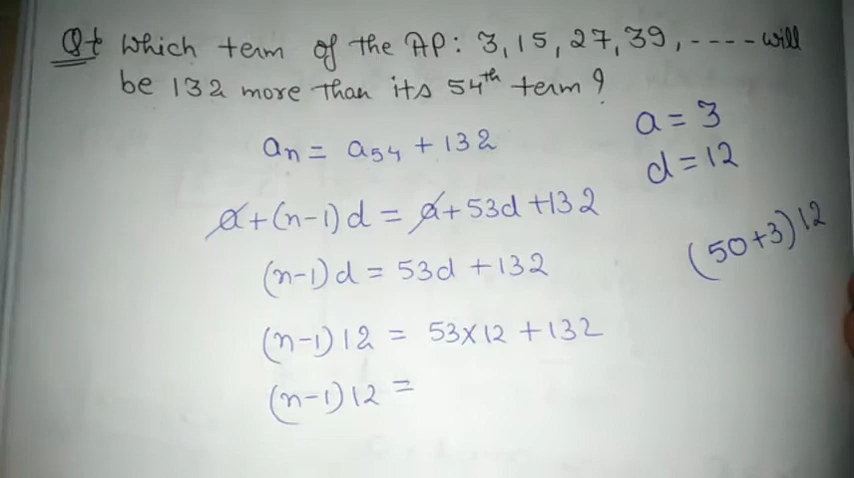 Qt Which term of the AP: 3, 15, 27, 39, ---- will
be 132 more than its 54th term ?
an = a54 + 132
a = 3
d = 12
a + (n-1) d = a + 53d + 132
(50+3) 12
(n-1) d = 53d + 132
(n-1) 12 = 53 x 12 + 132
(n-1) 12 =